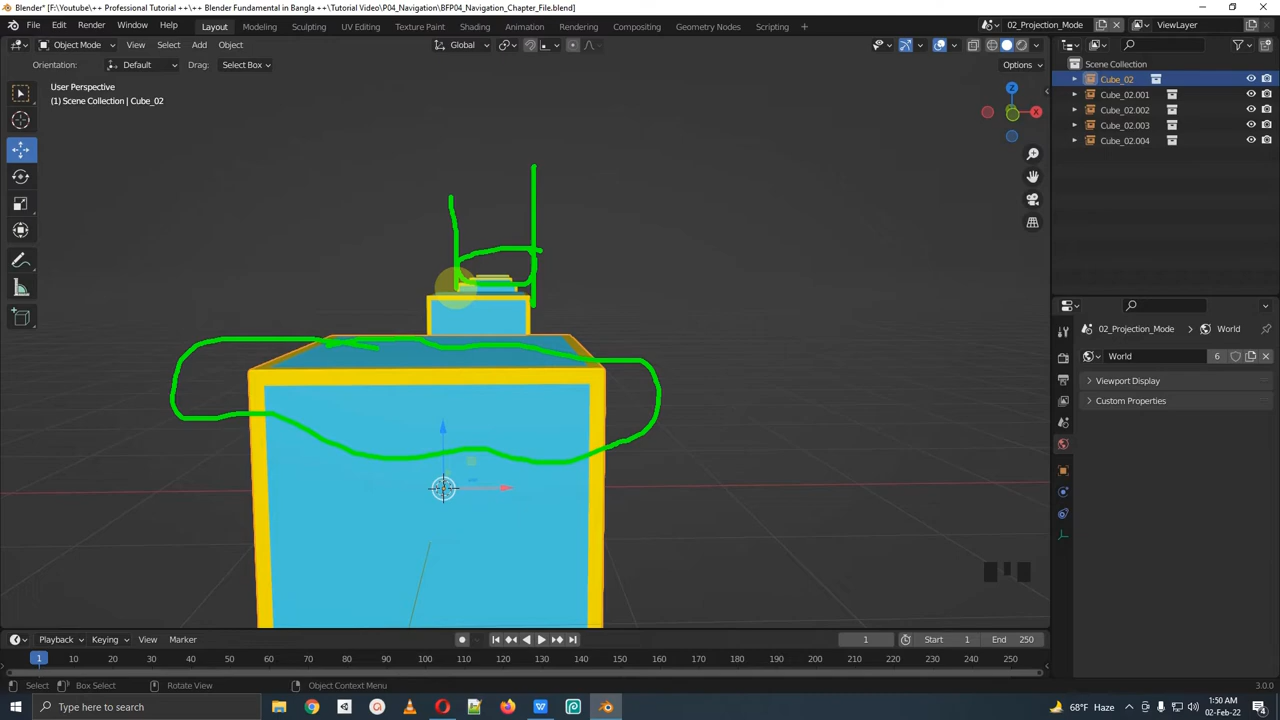 Blender* [F:\Youtube\++ Professional Tutorial ++\Blender Fundamental in Bangla ++\Tutorial Video\P04_Navigation\BFP04_Navigation_Chapter_File.blend]
File Edit Render Window Help Layout Modeling Sculpting UV Editing Texture Paint Shading Animation Rendering Compositing Geometry Nodes Scripting + 02_Projection_Mode ViewLayer
Object Mode View Select Add Object Global
Orientation: Default Drag: Select Box Options
User Perspective
(1) Scene Collection | Cube_02
Z
X
Scene Collection
Cube_02
Cube_02.001
Cube_02.002
Cube_02.003
Cube_02.004
02_Projection_Mode World
World 6
Viewport Display
Custom Properties
Playback Keying View Marker 1 Start 1 End 250
1 10 20 30 40 50 60 70 80 90 100 110 120 130 140 150 160 170 180 190 200 210 220 230 240 250
Select Box Select Rotate View Object Context Menu 3.0.0
Type here to search
68°F Haze
1:50 AM
02-Feb-22
4